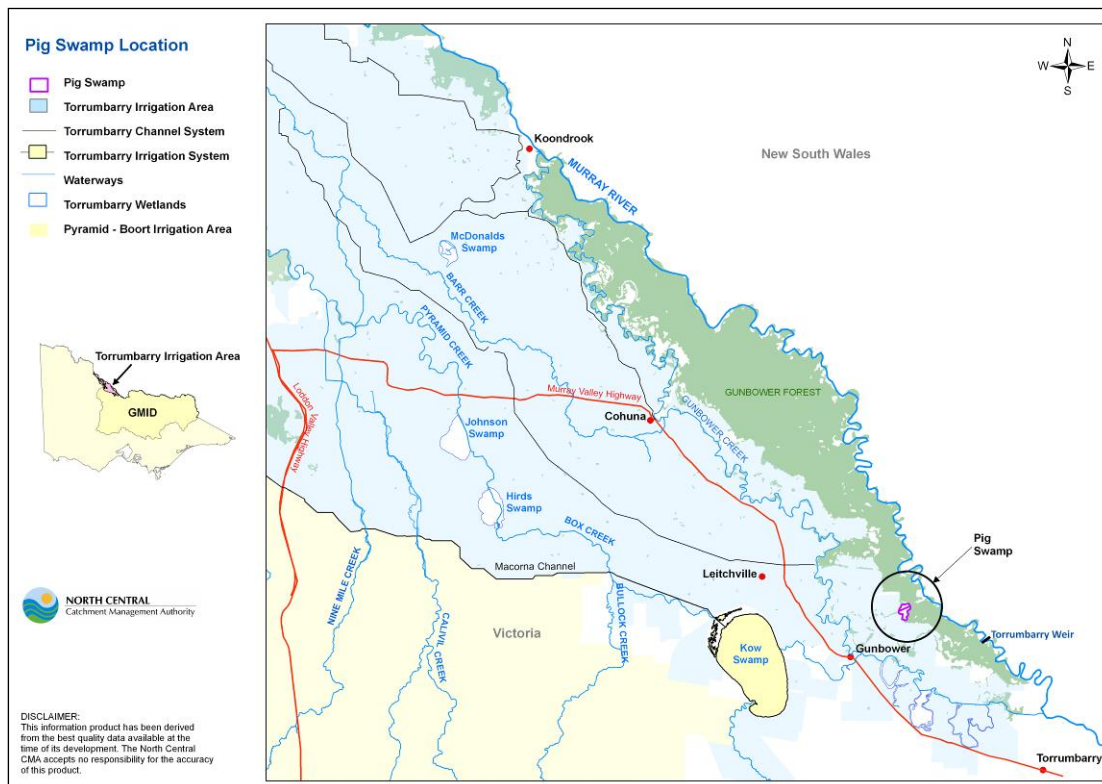 Pig Swamp Location
Pig Swamp
Torrumbarry Irrigation Area
Torrumbarry Channel System
Torrumbarry Irrigation System
Waterways
Torrumbarry Wetlands
Pyramid - Boort Irrigation Area
Torrumbarry Irrigation Area
GMID
NORTH CENTRAL
Catchment Management Authority
DISCLAIMER:
This information product has been derived
from the best quality data available at the
time of its development. The North Central
CMA accepts no responsibility for the accuracy
of this product.
N
W
E
S
Koondrook
New South Wales
MURRAY RIVER
McDonalds
Swamp
BARR CREEK
PYRAMID CREEK
Murray Valley Highway
GUNBOWER FOREST
Loddon Valley Highway
Cohuna
GUNBOWER CREEK
Johnson
Swamp
Hirds
Swamp
BOX CREEK
Pig
Swamp
Macorna Channel
Leitchville
NINE MILE CREEK
CALIVIL CREEK
BULLOCK CREEK
Victoria
Torrumbarry Weir
Kow
Swamp
Gunbower
Torrumbarry